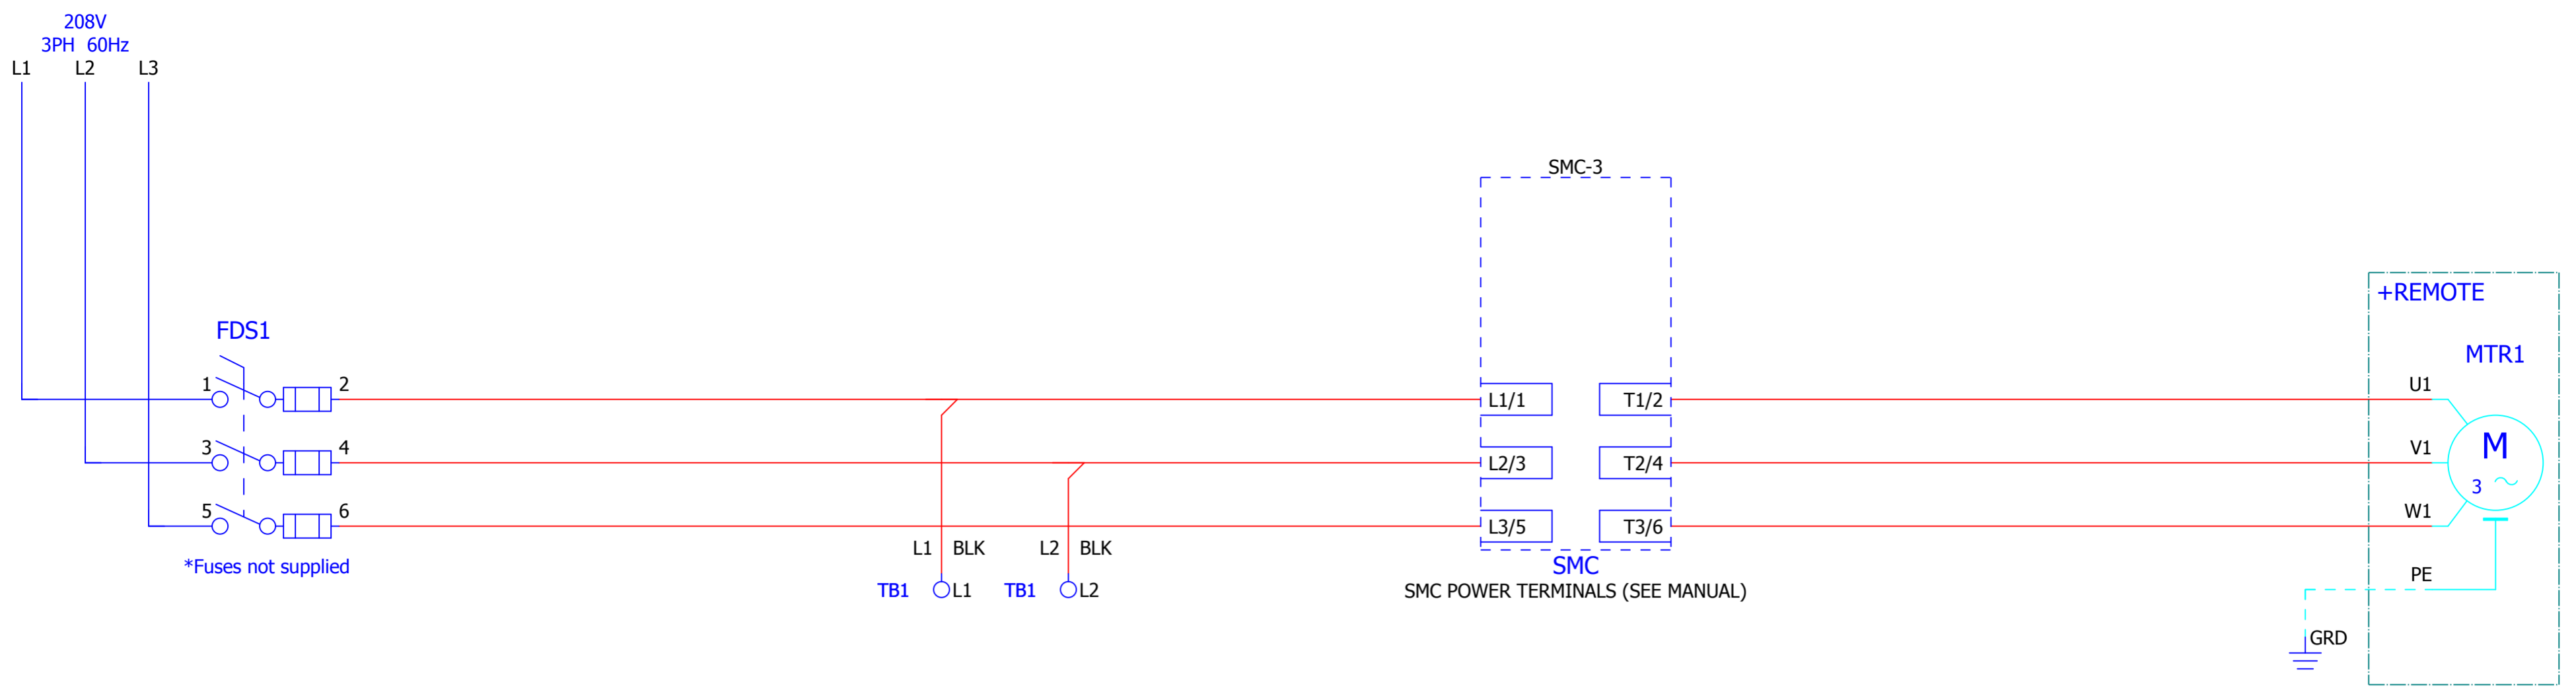 208V
3PH 60Hz
L1 L2 L3
SMC-3
+REMOTE
FDS1
MTR1
1 2
U1
L1/1 T1/2
M
3 4
V1
L2/3 T2/4
3
5 6
W1
L3/5 T3/6
L1 BLK L2 BLK
*Fuses not supplied
SMC
PE
TB1 L1 TB1 L2
SMC POWER TERMINALS (SEE MANUAL)
GRD